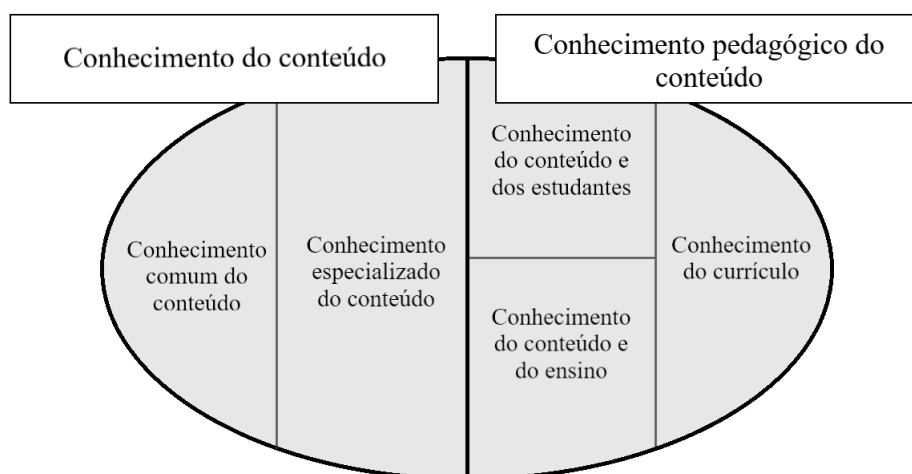 Conhecimento do conteúdo
Conhecimento pedagógico do
conteúdo
Conhecimento
comum do
conteúdo
Conhecimento
especializado
do conteúdo
Conhecimento
do conteúdo e
dos estudantes
Conhecimento
do conteúdo e
do ensino
Conhecimento
do currículo